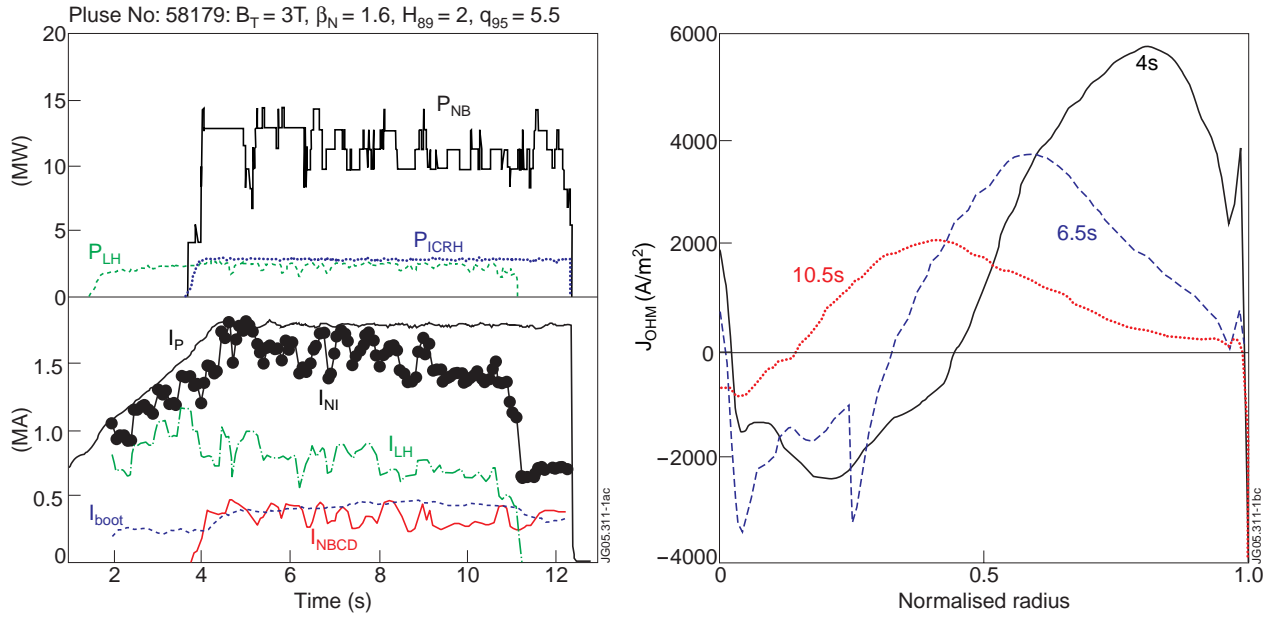 Pluse No: 58179: B_T = 3T, β_N = 1.6, H_89 = 2, q_95 = 5.5
20
15
10
5
0
(MW)
P_NB
P_LH
P_ICRH
1.5
1.0
0.5
0
(MA)
I_P
I_NI
I_LH
I_boot
I_NBCD
2 4 6 8 10 12
Time (s)
JG05.311-1ac
6000
4000
2000
0
−2000
−4000
J_OHM (A/m²)
4s
6.5s
10.5s
0 0.5 1.0
Normalised radius
JG05.311-1bc